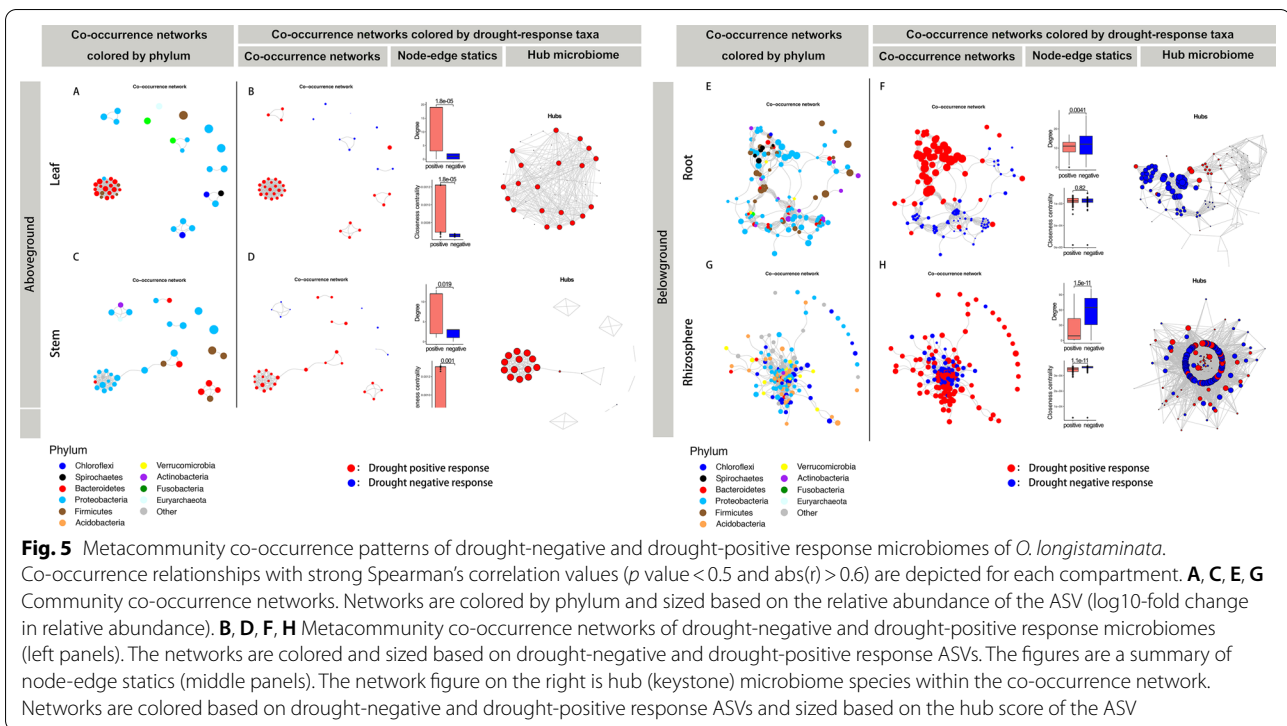 Co-occurrence networks
colored by phylum
Co-occurrence networks colored by drought-response taxa
Co-occurrence networks
Node-edge statics
Hub microbiome
Aboveground
Leaf
A
Co-occurrence network
B
Co-occurrence network
1.8e-05
Degree
positive negative
1.8e-05
Closeness centrality
positive negative
Hubs
Stem
C
Co-occurrence network
D
Co-occurrence network
0.019
Degree
positive negative
0.001
oseness centrality
Hubs
Phylum
Chloroflexi
Spirochaetes
Bacteroidetes
Proteobacteria
Firmicutes
Acidobacteria
Verrucomicrobia
Actinobacteria
Fusobacteria
Euryarchaeota
Other
: Drought positive response
: Drought negative response
Co-occurrence networks
colored by phylum
Co-occurrence networks colored by drought-response taxa
Co-occurrence networks
Node-edge statics
Hub microbiome
Belowground
Root
E
Co-occurrence network
F
Co-occurrence network
0.0041
Degree
positive negative
0.82
Closeness centrality
positive negative
Hubs
Rhizosphere
G
Co-occurrence network
H
Co-occurrence network
1.5e-11
Degree
positive negative
1.1e-11
Closeness centrality
positive negative
Hubs
Phylum
Chloroflexi
Spirochaetes
Bacteroidetes
Proteobacteria
Firmicutes
Acidobacteria
Verrucomicrobia
Actinobacteria
Fusobacteria
Euryarchaeota
Other
: Drought positive response
: Drought negative response
Fig. 5 Metacommunity co-occurrence patterns of drought-negative and drought-positive response microbiomes of O. longistaminata.
Co-occurrence relationships with strong Spearman's correlation values (p value < 0.5 and abs(r) > 0.6) are depicted for each compartment. A, C, E, G
Community co-occurrence networks. Networks are colored by phylum and sized based on the relative abundance of the ASV (log10-fold change
in relative abundance). B, D, F, H Metacommunity co-occurrence networks of drought-negative and drought-positive response microbiomes
(left panels). The networks are colored and sized based on drought-negative and drought-positive response ASVs. The figures are a summary of
node-edge statics (middle panels). The network figure on the right is hub (keystone) microbiome species within the co-occurrence network.
Networks are colored based on drought-negative and drought-positive response ASVs and sized based on the hub score of the ASV